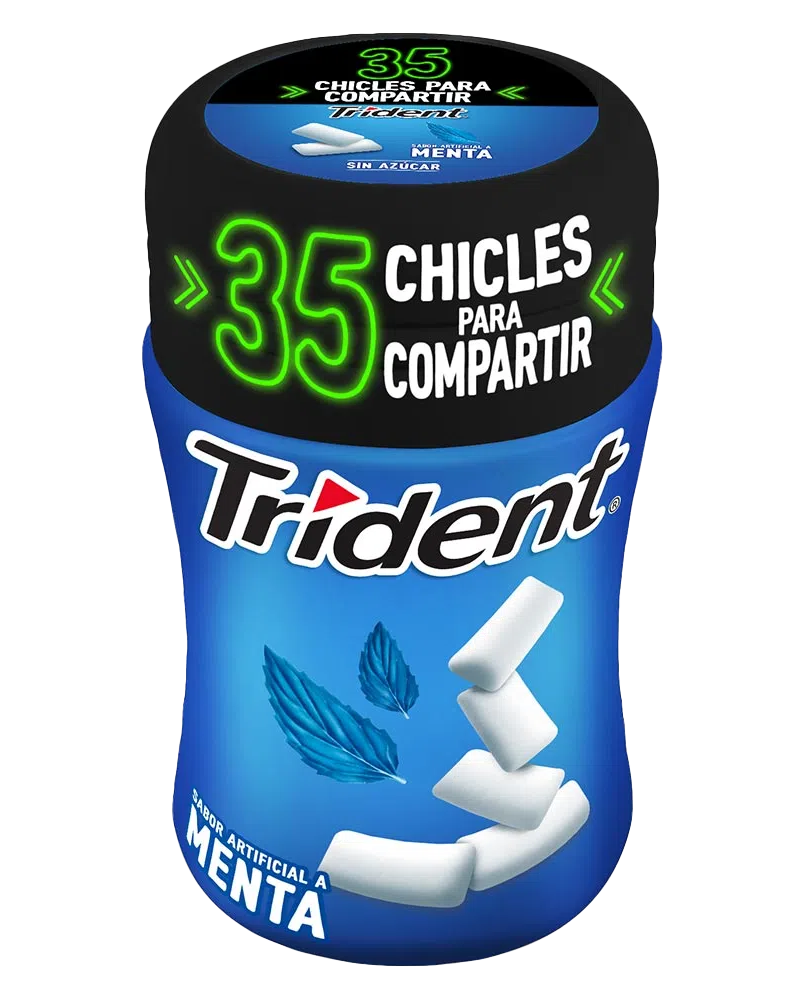 35
CHICLES PARA
COMPARTIR
Trident
SABOR ARTIFICIAL A
MENTA
SIN AZÚCAR
35 CHICLES
PARA
COMPARTIR
Trident®
SABOR ARTIFICIAL A
MENTA